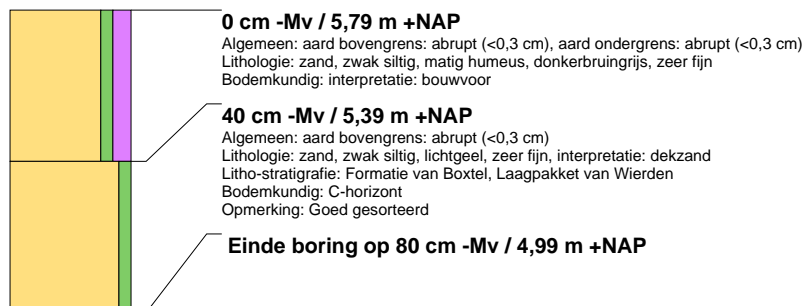 0 cm -Mv / 5,79 m +NAP
Algemeen: aard bovengrens: abrupt (<0,3 cm), aard ondergrens: abrupt (<0,3 cm)
Lithologie: zand, zwak siltig, matig humeus, donkerbruingrijs, zeer fijn
Bodemkundig: interpretatie: bouwvoor
40 cm -Mv / 5,39 m +NAP
Algemeen: aard bovengrens: abrupt (<0,3 cm)
Lithologie: zand, zwak siltig, lichtgeel, zeer fijn, interpretatie: dekzand
Litho-stratigrafie: Formatie van Boxtel, Laagpakket van Wierden
Bodemkundig: C-horizont
Opmerking: Goed gesorteerd
Einde boring op 80 cm -Mv / 4,99 m +NAP